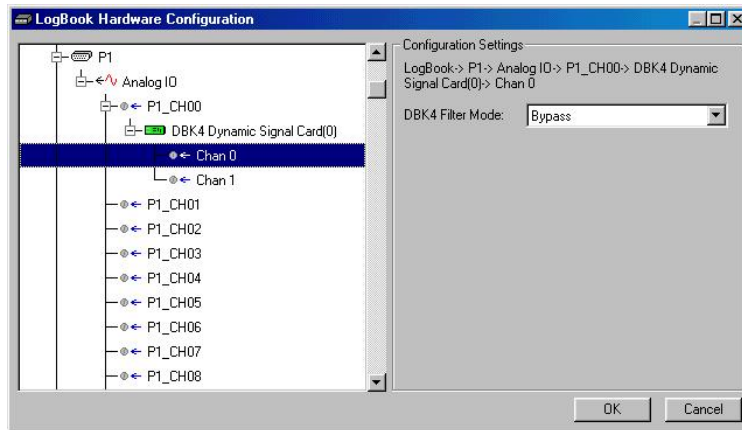 LogBook Hardware Configuration
P1
Analog IO
P1_CH00
DBK4 Dynamic Signal Card(0)
Chan 0
Chan 1
P1_CH01
P1_CH02
P1_CH03
P1_CH04
P1_CH05
P1_CH06
P1_CH07
P1_CH08
Configuration Settings
LogBook-> P1-> Analog IO-> P1_CH00-> DBK4 Dynamic
Signal Card(0)-> Chan 0
DBK4 Filter Mode: Bypass
OK Cancel